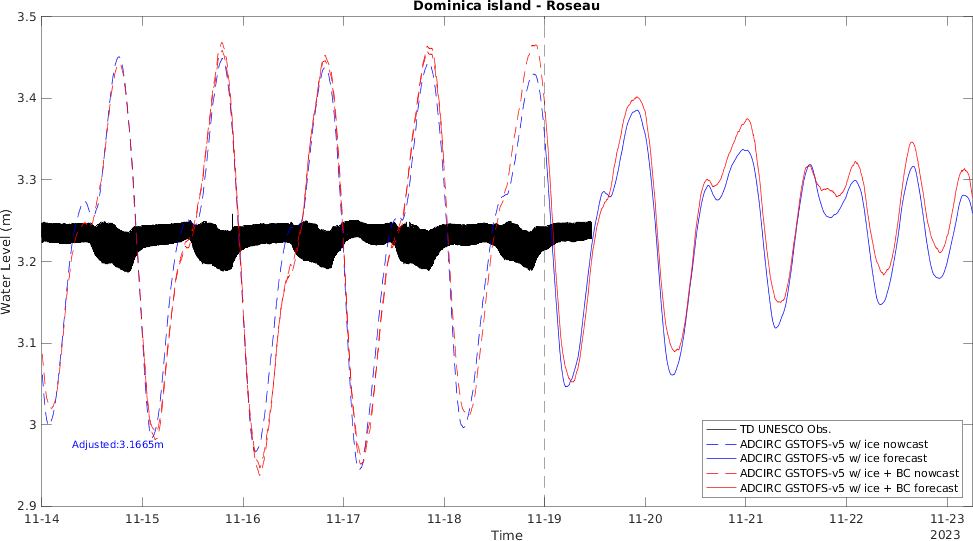 Dominica island - Roseau
3.5
3.4
3.3
3.2
3.1
3
2.9
Water Level (m)
Adjusted:3.1665m
TD UNESCO Obs.
ADCIRC GSTOFS-v5 w/ ice nowcast
ADCIRC GSTOFS-v5 w/ ice forecast
ADCIRC GSTOFS-v5 w/ ice + BC nowcast
ADCIRC GSTOFS-v5 w/ ice + BC forecast
11-14 11-15 11-16 11-17 11-18 11-19 11-20 11-21 11-22 11-23
Time
2023